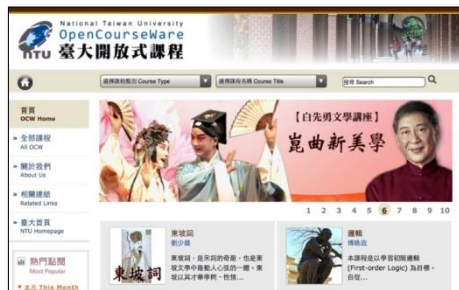 National Taiwan University
OpenCourseWare
NTU 臺大開放式課程
選擇課程類別 Course Type
選擇課程名稱 Course Title
搜尋 Search
首頁
OCW Home
全部課程
All OCW
關於我們
About Us
相關連結
Related Links
臺大首頁
NTU Homepage
熱門點閱
Most Popular
本月 This Month
【白先勇文學講座】
崑曲新美學
1 2 3 4 5 6 7 8 9 10
東坡詞
東坡詞
劉少雄
東坡詞,是宋詞的奇葩,也是東
坡文學中最動人心弦的一體。東
坡以其才華學問、性情...
邏輯
傅皓政
本課程是以學習初階邏輯
(First-order Logic) 為目標。
自從...